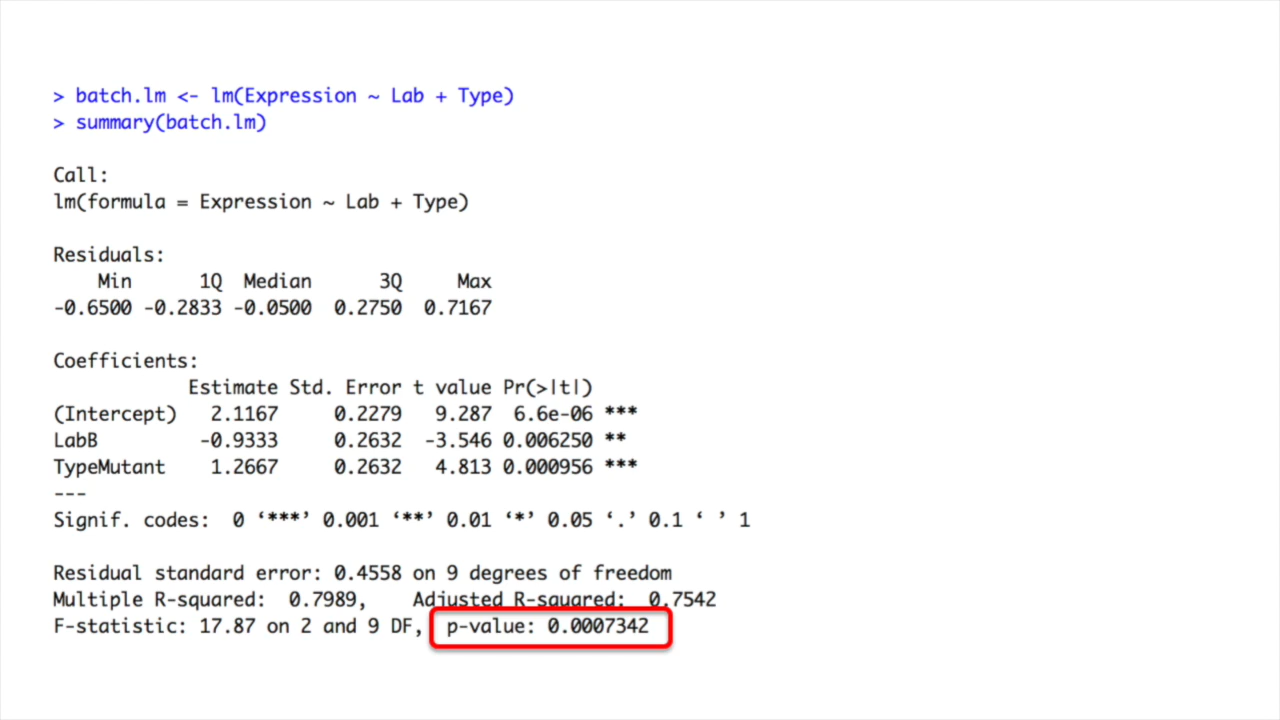 > batch.lm <- lm(Expression ~ Lab + Type)
> summary(batch.lm)
Call:
lm(formula = Expression ~ Lab + Type)
Residuals:
    Min      1Q  Median      3Q     Max
-0.6500 -0.2833 -0.0500  0.2750  0.7167
Coefficients:
            Estimate Std. Error t value Pr(>|t|)
(Intercept)   2.1167     0.2279   9.287  6.6e-06 ***
LabB         -0.9333     0.2632  -3.546 0.006250 **
TypeMutant    1.2667     0.2632   4.813 0.000956 ***
---
Signif. codes:  0 ‘***’ 0.001 ‘**’ 0.01 ‘*’ 0.05 ‘.’ 0.1 ‘ ’ 1
Residual standard error: 0.4558 on 9 degrees of freedom
Multiple R-squared:  0.7989,    Adjusted R-squared:  0.7542
F-statistic: 17.87 on 2 and 9 DF,  p-value: 0.0007342